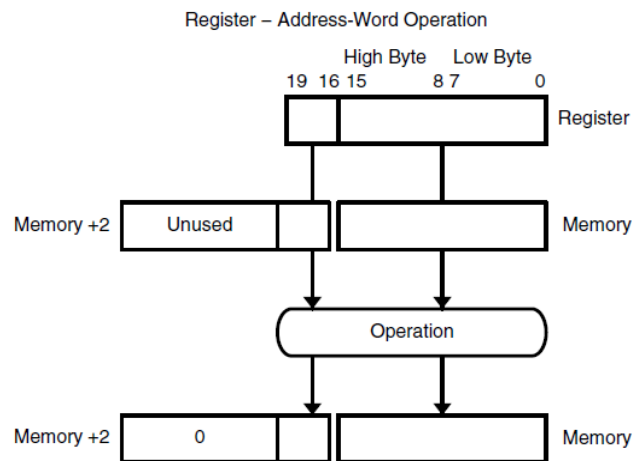 Register – Address-Word Operation
High Byte Low Byte
19 16 15 8 7 0
Register
Memory +2 Unused Memory
Operation
Memory +2 0 Memory